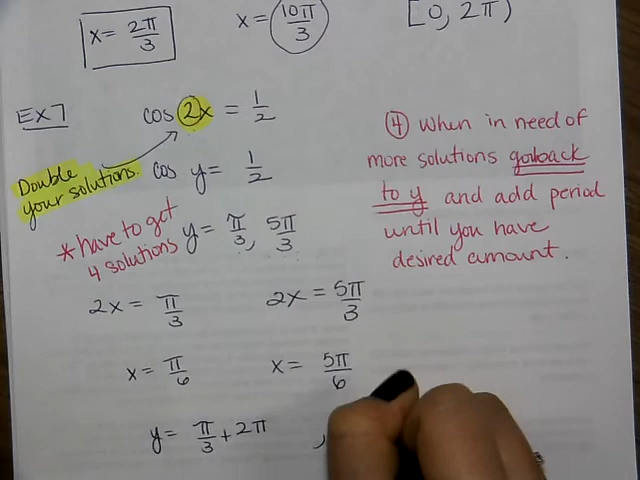 x = 2π/3
x = 10π/3
[0, 2π)
Ex 7
cos 2x = 1/2
Double
your solutions.
cos y = 1/2
* have to get
4 solutions
y = π/3, 5π/3
④ When in need of
more solutions go back
to y and add period
until you have
desired amount.
2x = π/3
2x = 5π/3
x = π/6
x = 5π/6
y = π/3 + 2π ,